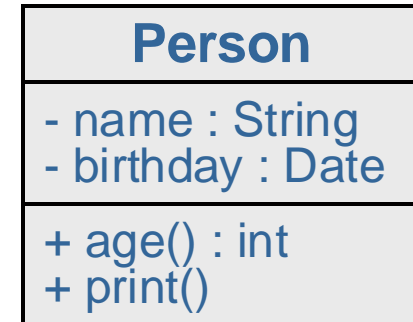 Person
- name : String
- birthday : Date
+ age() : int
+ print()